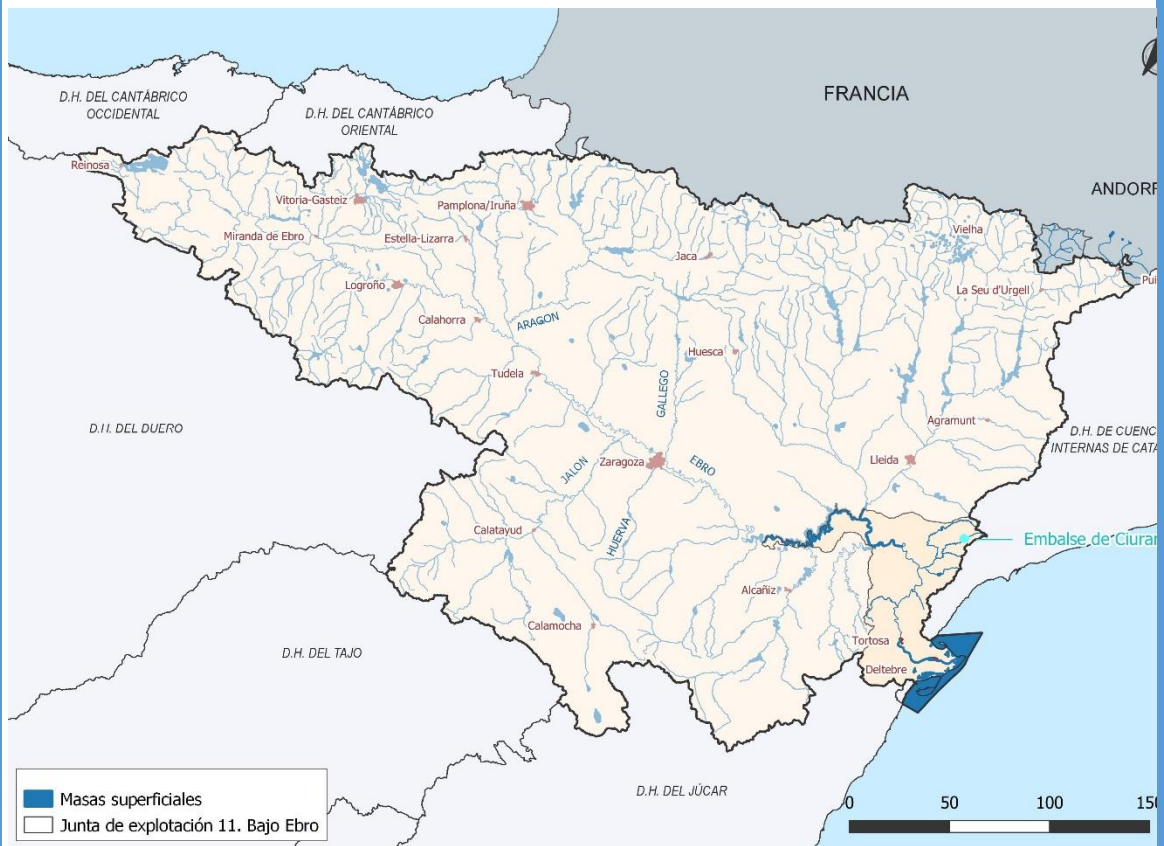 D.H. DEL CANTÁBRICO
OCCIDENTAL
D.H. DEL CANTÁBRICO
ORIENTAL
FRANCIA
ANDORR
Reinosa
Vitoria-Gasteiz
Pamplona/Iruña
Miranda de Ebro
Estella-Lizarra
Vielha
Jaca
La Seu d'Urgell
Pui
Logroño
Calahorra
ARAGON
Huesca
Tudela
GALLEGO
Agramunt
D.H. DEL DUERO
D.H. DE CUENC
INTERNAS DE CATA
Lleida
Zaragoza
EBRO
JALON
Calatayud
HUERVA
Embalse de Ciuran
Alcañiz
Calamocha
Tortosa
D.H. DEL TAJO
Deltebre
D.H. DEL JÚCAR
Masas superficiales
Junta de explotación 11. Bajo Ebro
0 50 100 150